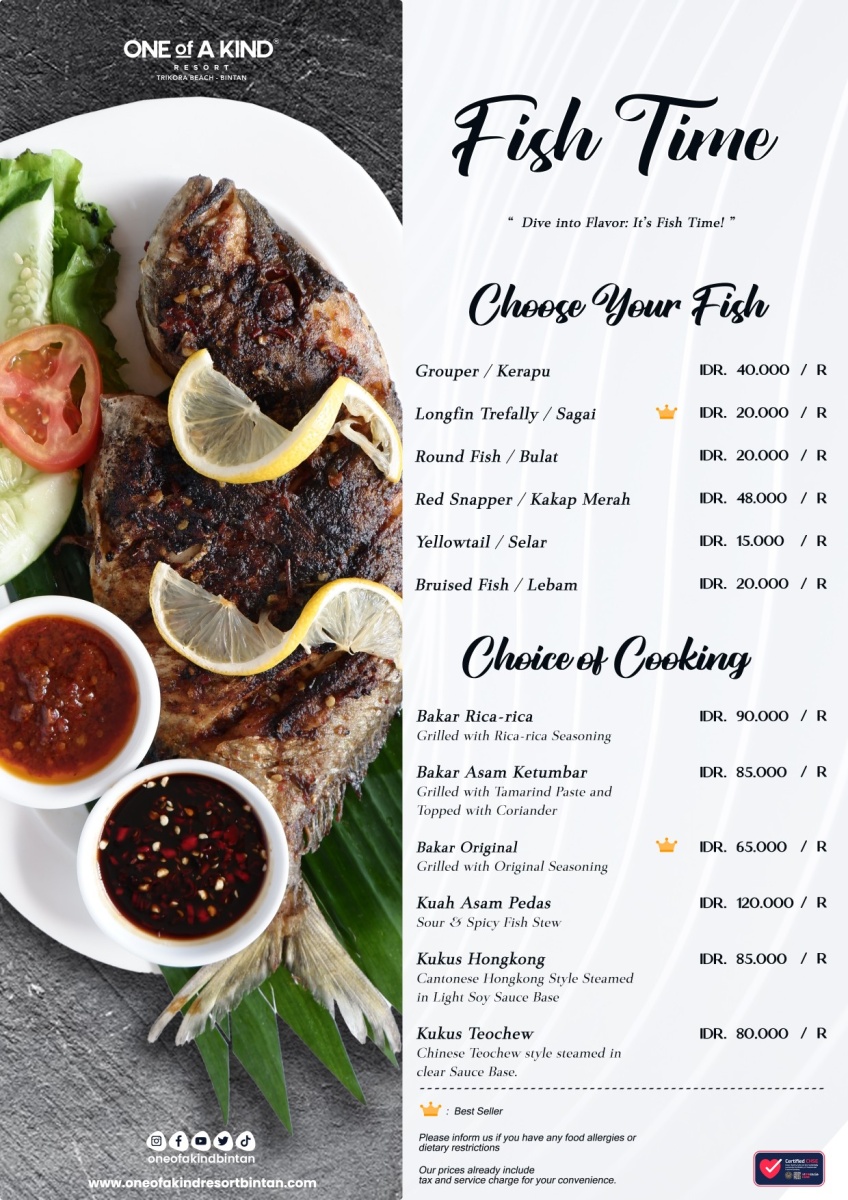 ONE of A KIND®
RESORT
TRIKORA BEACH - BINTAN
Fish Time
“ Dive into Flavor: It’s Fish Time! ”
Choose Your Fish
Grouper / Kerapu IDR. 40.000 / R
Longfin Trefally / Sagai IDR. 20.000 / R
Round Fish / Bulat IDR. 20.000 / R
Red Snapper / Kakap Merah IDR. 48.000 / R
Yellowtail / Selar IDR. 15.000 / R
Bruised Fish / Lebam IDR. 20.000 / R
Choice of Cooking
Bakar Rica-rica IDR. 90.000 / R
Grilled with Rica-rica Seasoning
Bakar Asam Ketumbar IDR. 85.000 / R
Grilled with Tamarind Paste and
Topped with Coriander
Bakar Original IDR. 65.000 / R
Grilled with Original Seasoning
Kuah Asam Pedas IDR. 120.000 / R
Sour & Spicy Fish Stew
Kukus Hongkong IDR. 85.000 / R
Cantonese Hongkong Style Steamed
in Light Soy Sauce Base
Kukus Teochew IDR. 80.000 / R
Chinese Teochew style steamed in
clear Sauce Base.
: Best Seller
Please inform us if you have any food allergies or
dietary restrictions
Our prices already include
tax and service charge for your convenience.
oneofakindbintan
www.oneofakindresortbintan.com
Certified CHSE